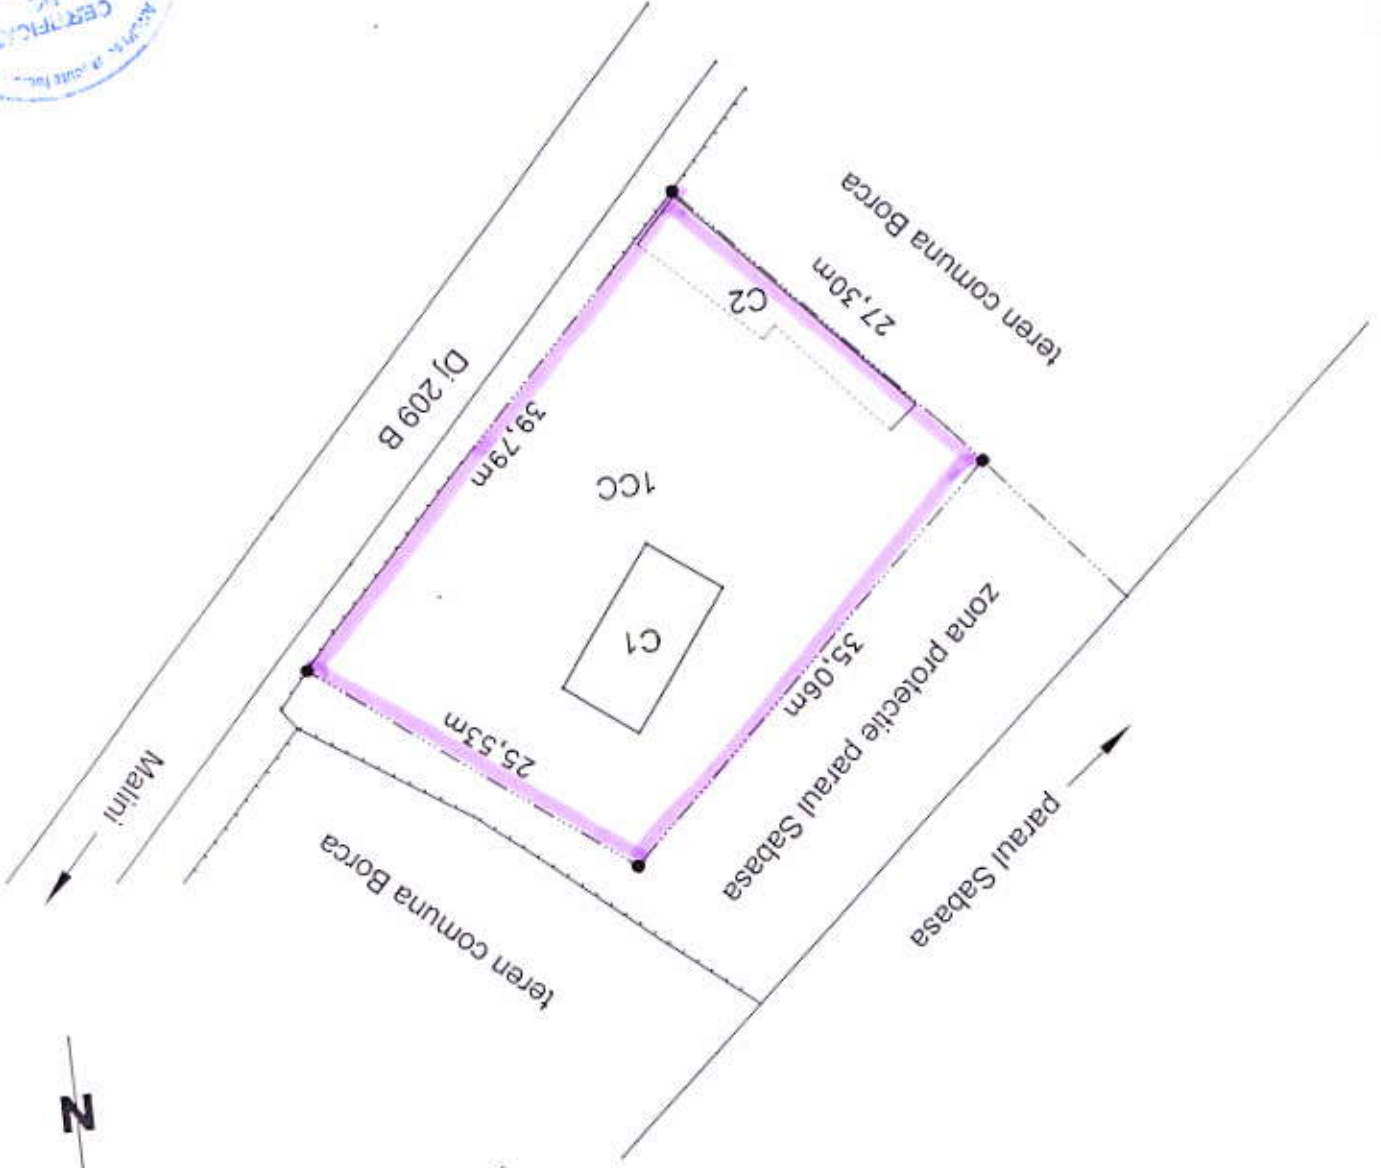 N
teren comuna Borca
Malini
paraul Sabasa
zona protectie paraul Sabasa
25,53m
35,06m
C1
1CC
39,79m
Dj 209 B
C2
27,30m
teren comuna Borca
CERTIFICA